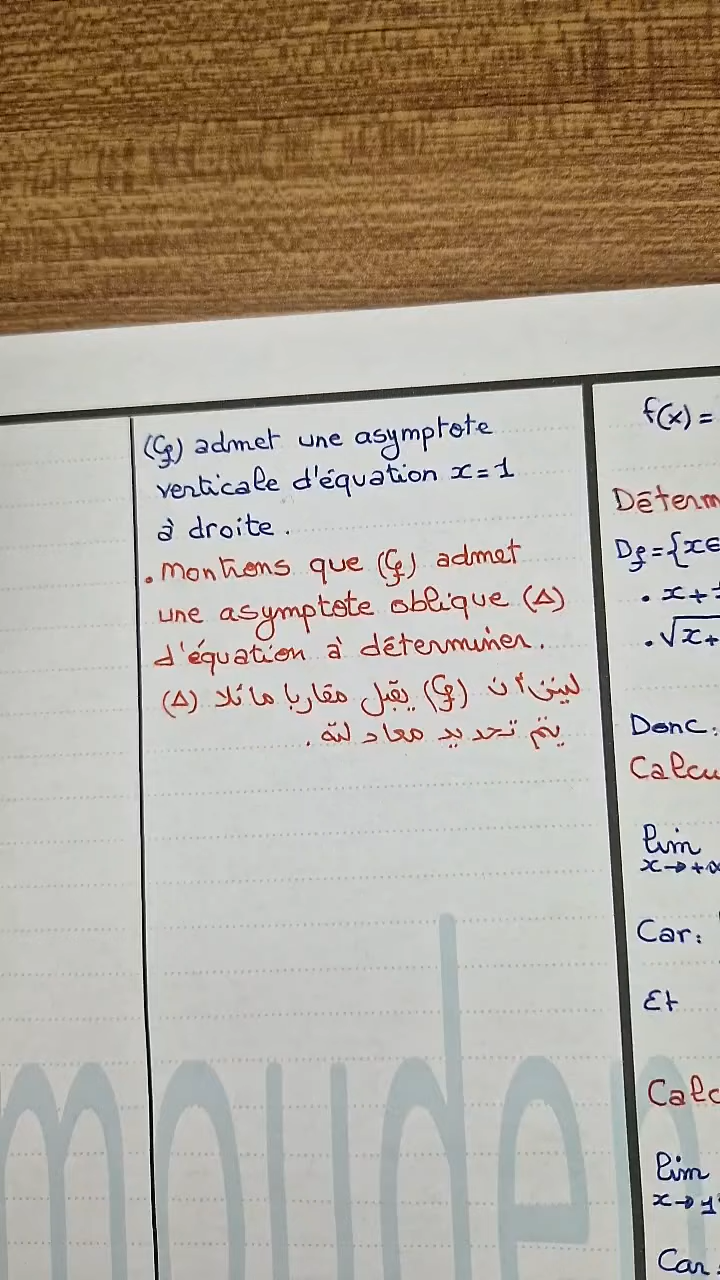 (Cf) admet une asymptote
verticale d'équation x=1
à droite.
. Montrons que (Cf) admet
une asymptote oblique (Δ)
d'équation à déterminer.
لنبين أن (Cf) يقبل مقاربا مائلا (Δ)
يتم تحديد معادلته .
f(x) =
Déterm
Df={x∈
. x+
. √x+
Donc:
Calcu
lim
x→+∞
Car:
Et
Calc
lim
x→1
Car:
mouden